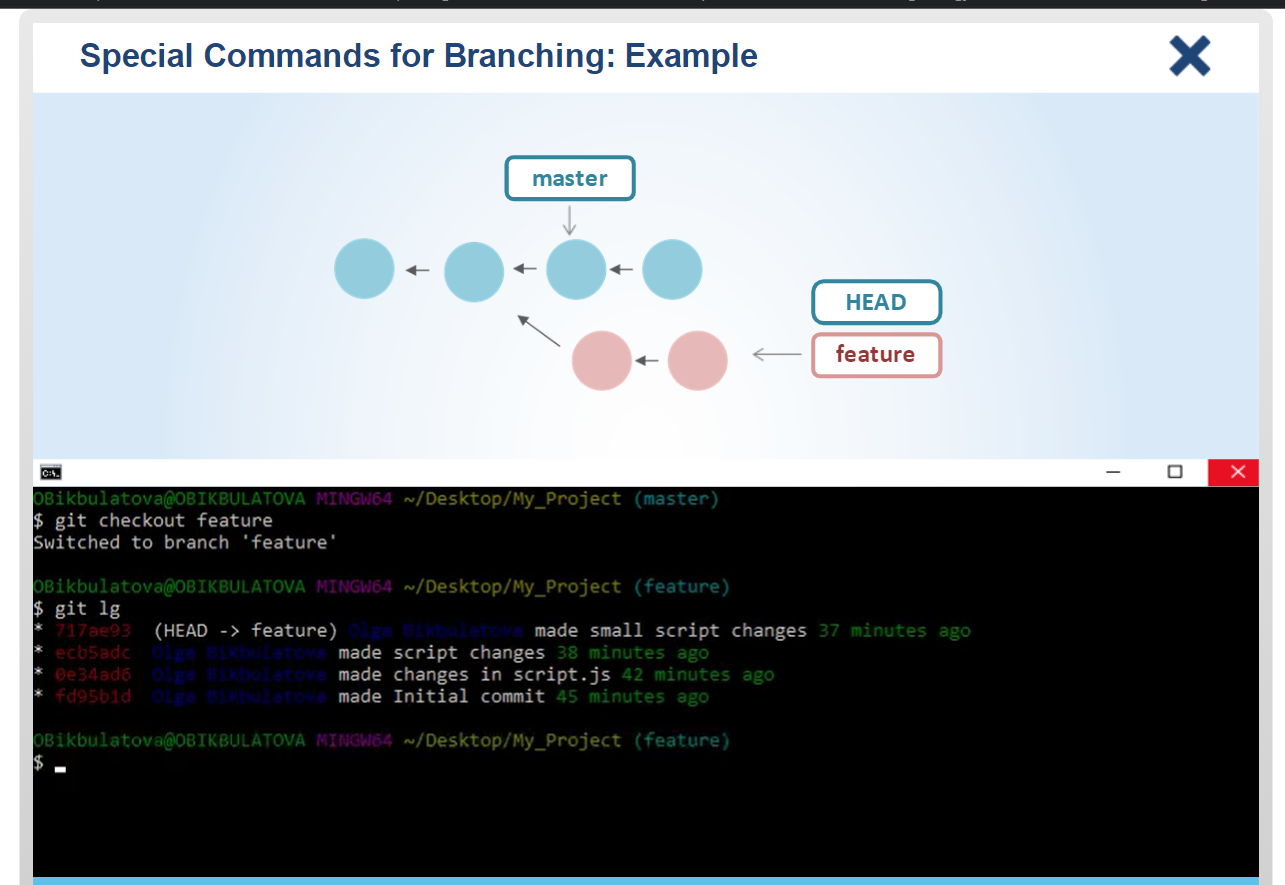 Special Commands for Branching: Example
master
HEAD
feature
OBikbulatova@OBIKBULATOVA MINGW64 ~/Desktop/My_Project (master)
$ git checkout feature
Switched to branch 'feature'
OBikbulatova@OBIKBULATOVA MINGW64 ~/Desktop/My_Project (feature)
$ git lg
* 717ae93 (HEAD -> feature) Olga Bikbulatova made small script changes 37 minutes ago
* ecb5adc Olga Bikbulatova made script changes 38 minutes ago
* 0e34ad6 Olga Bikbulatova made changes in script.js 42 minutes ago
* fd95b1d Olga Bikbulatova made Initial commit 45 minutes ago
OBikbulatova@OBIKBULATOVA MINGW64 ~/Desktop/My_Project (feature)
$